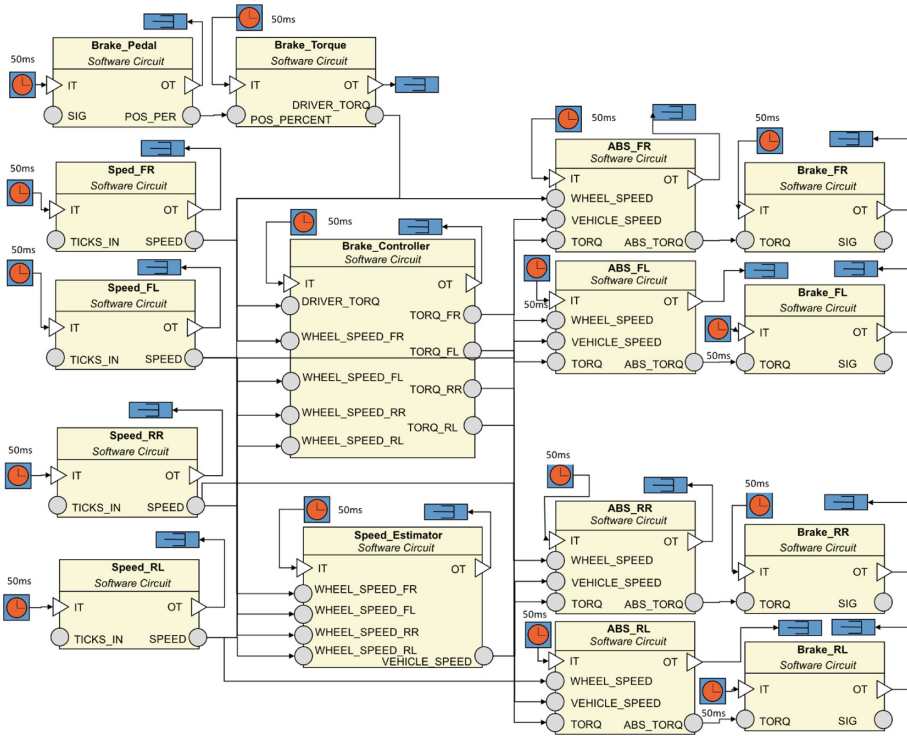 50ms
Brake_Pedal
Software Circuit
IT OT
SIG POS_PER
50ms
Brake_Torque
Software Circuit
IT OT
DRIVER_TORQ
POS_PERCENT
50ms
Sped_FR
Software Circuit
IT OT
TICKS_IN SPEED
50ms
Speed_FL
Software Circuit
IT OT
TICKS_IN SPEED
50ms
Speed_RR
Software Circuit
IT OT
TICKS_IN SPEED
50ms
Speed_RL
Software Circuit
IT OT
TICKS_IN SPEED
50ms
Brake_Controller
Software Circuit
IT OT
DRIVER_TORQ
TORQ_FR
WHEEL_SPEED_FR
TORQ_FL
WHEEL_SPEED_FL
TORQ_RR
WHEEL_SPEED_RR
TORQ_RL
WHEEL_SPEED_RL
50ms
Speed_Estimator
Software Circuit
IT OT
WHEEL_SPEED_FR
WHEEL_SPEED_FL
WHEEL_SPEED_RR
WHEEL_SPEED_RL
VEHICLE_SPEED
50ms
ABS_FR
Software Circuit
IT OT
WHEEL_SPEED
VEHICLE_SPEED
TORQ ABS_TORQ
50ms
Brake_FR
Software Circuit
IT OT
TORQ SIG
50ms
ABS_FL
Software Circuit
IT OT
WHEEL_SPEED
VEHICLE_SPEED
TORQ ABS_TORQ
50ms
Brake_FL
Software Circuit
IT OT
TORQ SIG
50ms
ABS_RR
Software Circuit
IT OT
WHEEL_SPEED
VEHICLE_SPEED
TORQ ABS_TORQ
50ms
Brake_RR
Software Circuit
IT OT
TORQ SIG
50ms
ABS_RL
Software Circuit
IT OT
WHEEL_SPEED
VEHICLE_SPEED
TORQ ABS_TORQ
50ms
Brake_RL
Software Circuit
IT OT
TORQ SIG